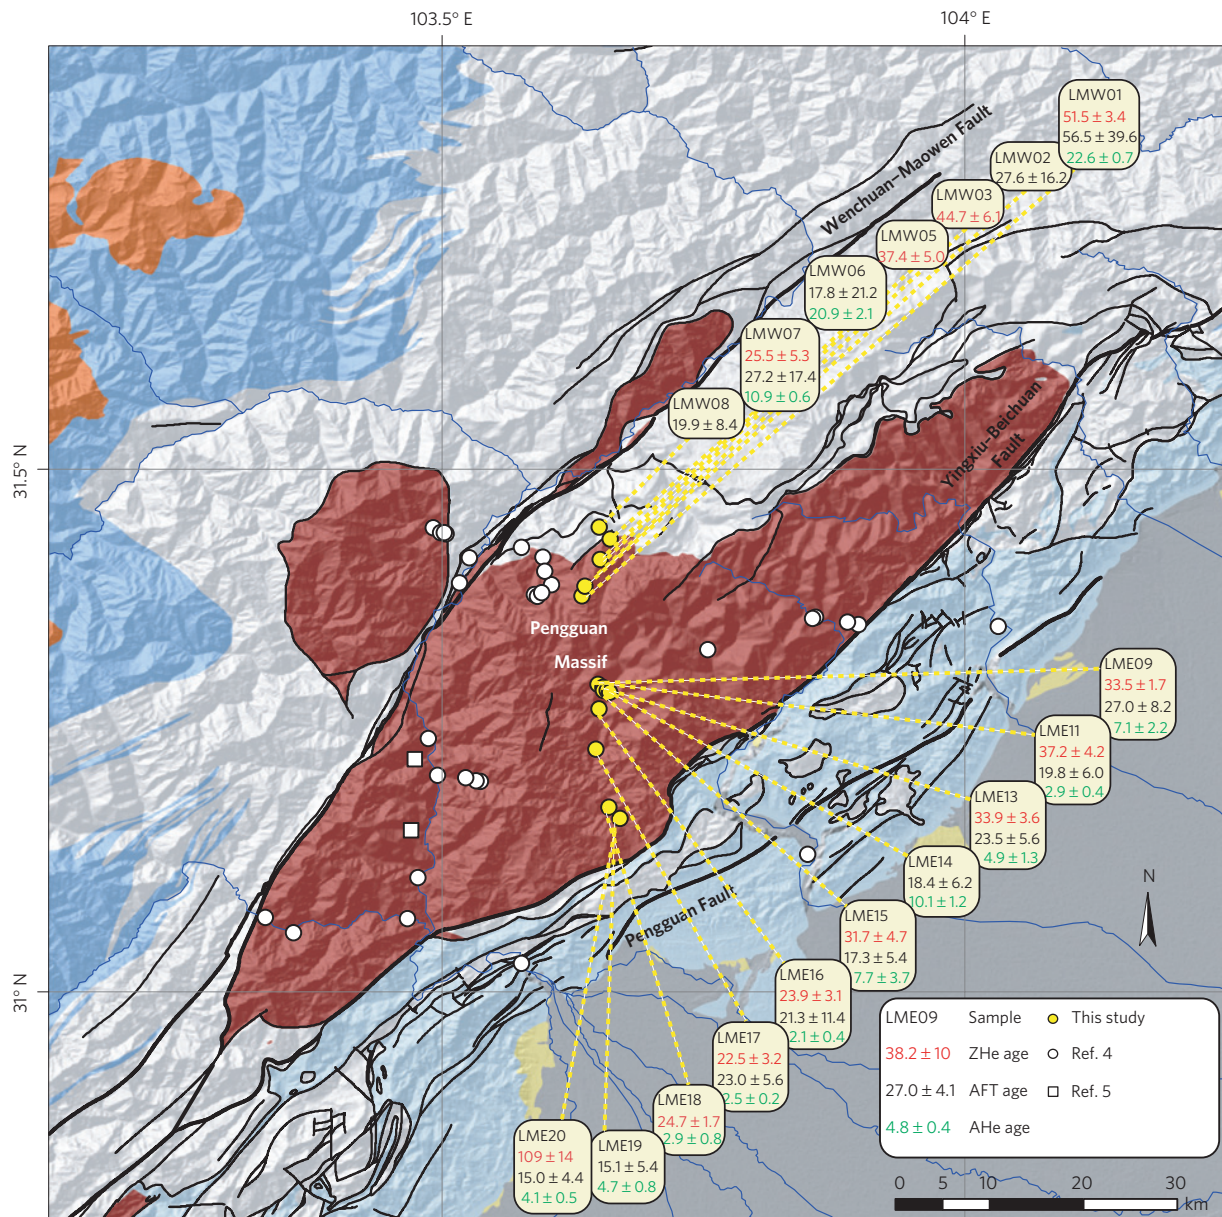 103.5° E
104° E
31.5° N
31° N
LMW01
51.5 ± 3.4
56.5 ± 39.6
22.6 ± 0.7
LMW02
27.6 ± 16.2
LMW03
44.7 ± 6.1
LMW05
37.4 ± 5.0
LMW06
17.8 ± 21.2
20.9 ± 2.1
LMW07
25.5 ± 5.3
27.2 ± 17.4
10.9 ± 0.6
LMW08
19.9 ± 8.4
Wenchuan–Maowen Fault
Yingxiu–Beichuan
Fault
Pengguan
Massif
Pengguan Fault
LME09
33.5 ± 1.7
27.0 ± 8.2
7.1 ± 2.2
LME11
37.2 ± 4.2
19.8 ± 6.0
2.9 ± 0.4
LME13
33.9 ± 3.6
23.5 ± 5.6
4.9 ± 1.3
LME14
18.4 ± 6.2
10.1 ± 1.2
LME15
31.7 ± 4.7
17.3 ± 5.4
7.7 ± 3.7
LME16
23.9 ± 3.1
21.3 ± 11.4
2.1 ± 0.4
LME17
22.5 ± 3.2
23.0 ± 5.6
2.5 ± 0.2
LME18
24.7 ± 1.7
2.9 ± 0.8
LME19
15.1 ± 5.4
4.7 ± 0.8
LME20
109 ± 14
15.0 ± 4.4
4.1 ± 0.5
N
LME09 Sample This study
38.2 ± 10 ZHe age Ref. 4
27.0 ± 4.1 AFT age Ref. 5
4.8 ± 0.4 AHe age
0 5 10 20 30
km